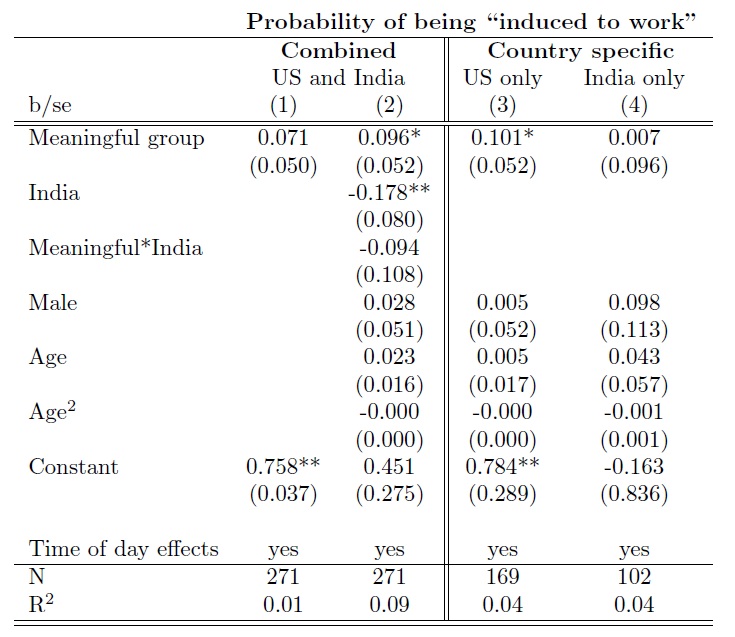 Probability of being “induced to work”
Combined Country specific
US and India US only India only
b/se (1) (2) (3) (4)
Meaningful group 0.071 0.096* 0.101* 0.007
(0.050) (0.052) (0.052) (0.096)
India -0.178**
(0.080)
Meaningful*India -0.094
(0.108)
Male 0.028 0.005 0.098
(0.051) (0.052) (0.113)
Age 0.023 0.005 0.043
(0.016) (0.017) (0.057)
Age² -0.000 -0.000 -0.001
(0.000) (0.000) (0.001)
Constant 0.758** 0.451 0.784** -0.163
(0.037) (0.275) (0.289) (0.836)
Time of day effects yes yes yes yes
N 271 271 169 102
R² 0.01 0.09 0.04 0.04